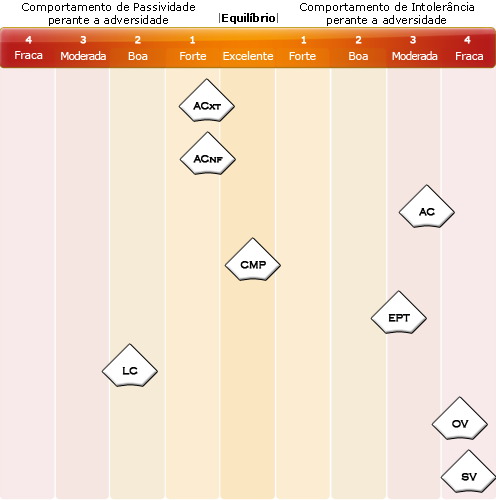 Comportamento de Passividade
perante a adversidade
|Equilíbrio|
Comportamento de Intolerância
perante a adversidade
4 3 2 1 1 2 3 4
Fraca Moderada Boa Forte Excelente Forte Boa Moderada Fraca
ACXT
ACNF
AC
CMP
EPT
LC
OV
SV